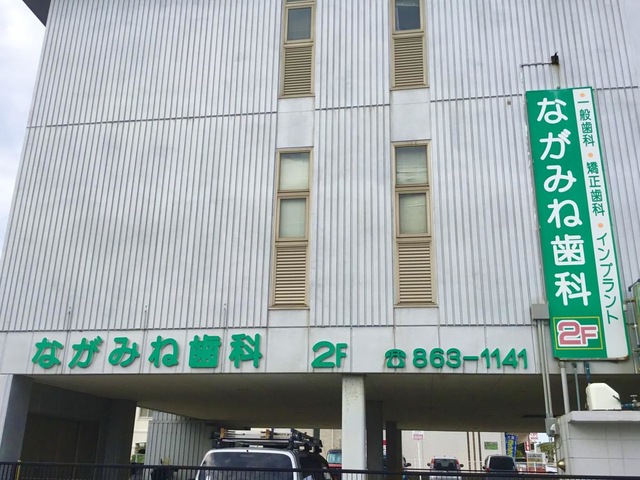 ながみね歯科 2F ☎863-1141
・一般歯科・矯正歯科・インプラント
ながみね歯科
2F